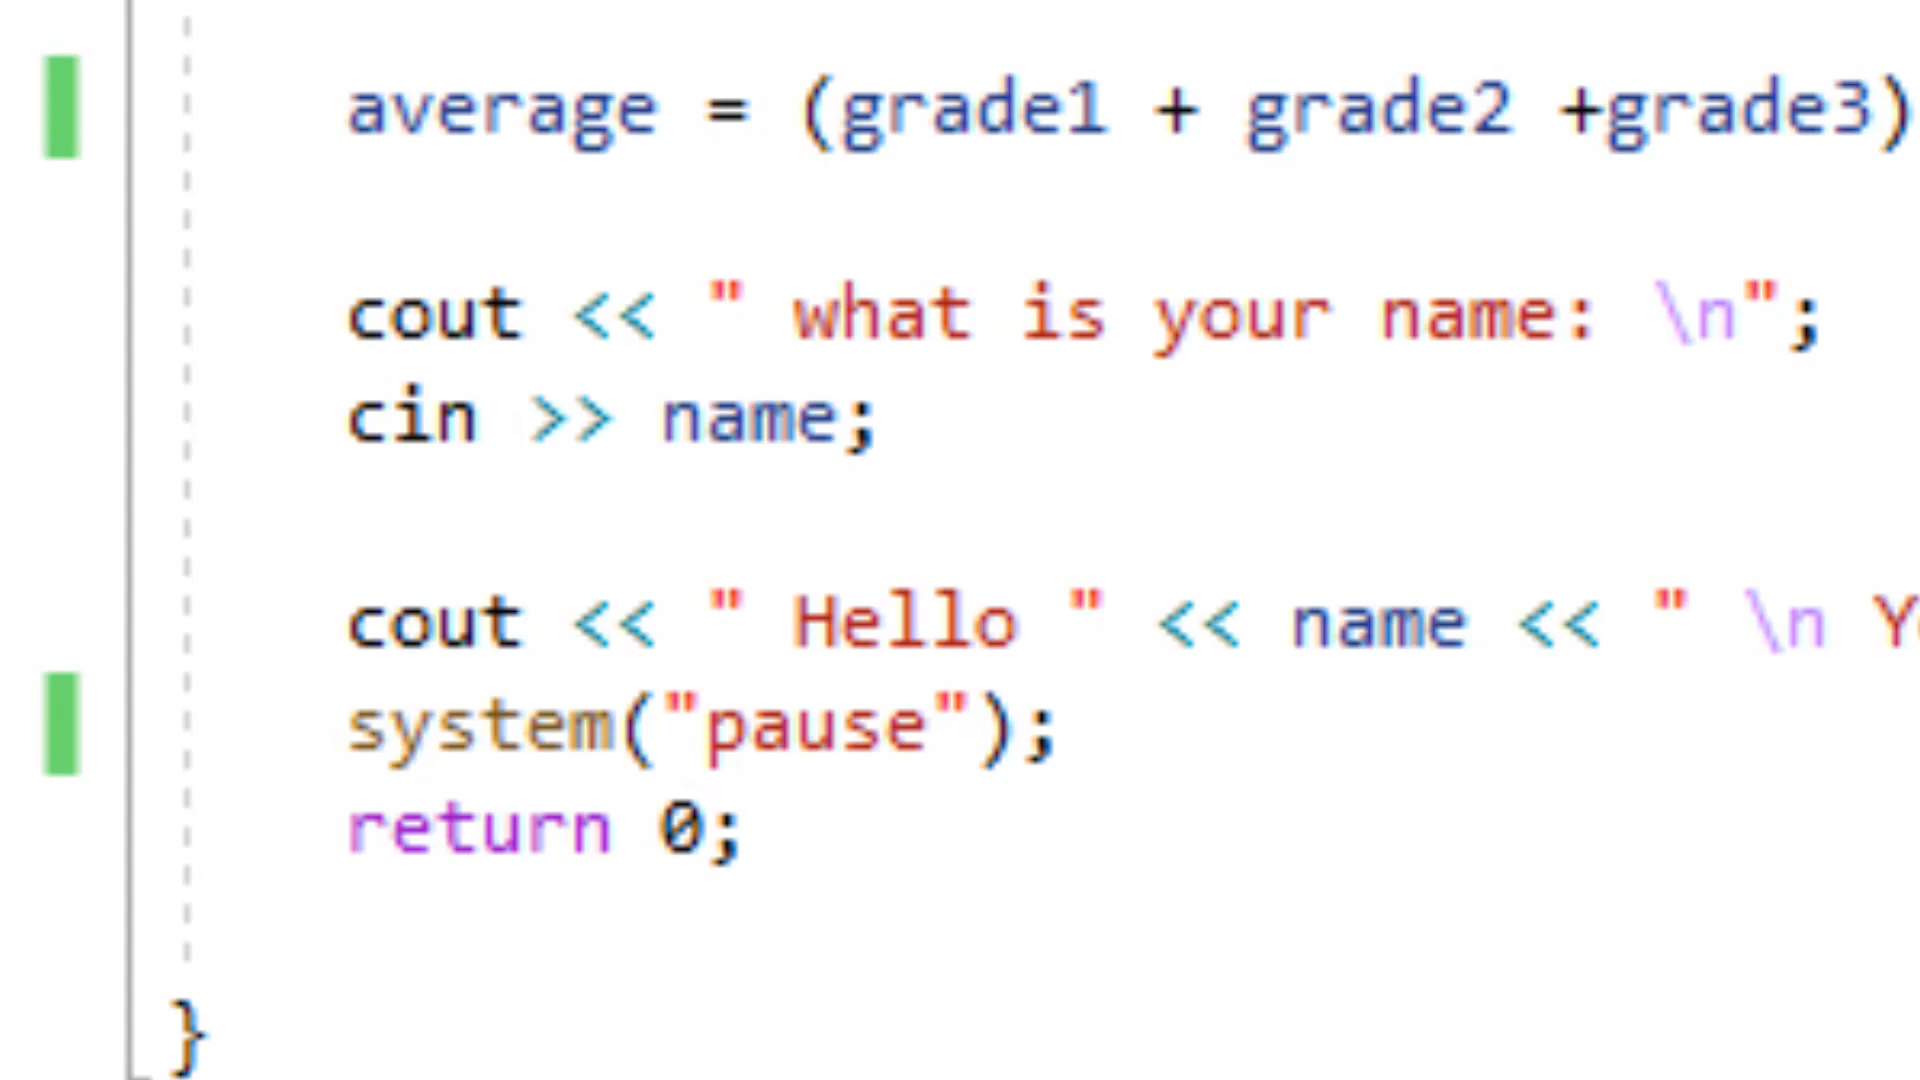 average = (grade1 + grade2 +grade3)
cout << " what is your name: \n";
cin >> name;
cout << " Hello " << name << " \n
system("pause");
return 0;
}